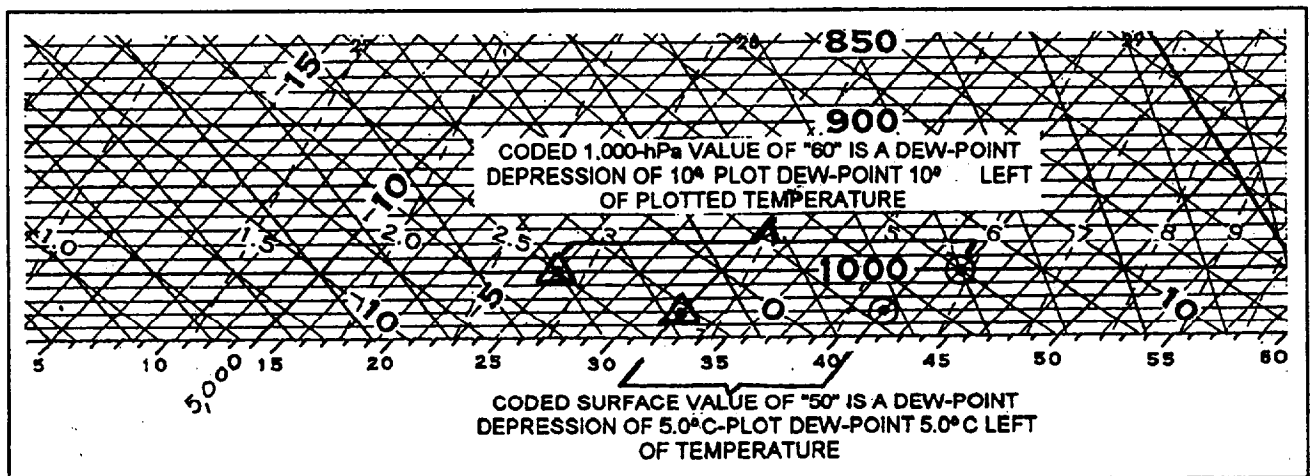 850
-15
900
CODED 1.000-hPa VALUE OF "60" IS A DEW-POINT
DEPRESSION OF 10° PLOT DEW-POINT 10° LEFT
OF PLOTTED TEMPERATURE
-10
1.0 1.5 2.0 2.5 3 4 5 6 7 8 9
1000
-10 -5 0 10
5 10 15 20 25 30 35 40 45 50 55 60
5,000
CODED SURFACE VALUE OF "50" IS A DEW-POINT
DEPRESSION OF 5.0°C-PLOT DEW-POINT 5.0°C LEFT
OF TEMPERATURE